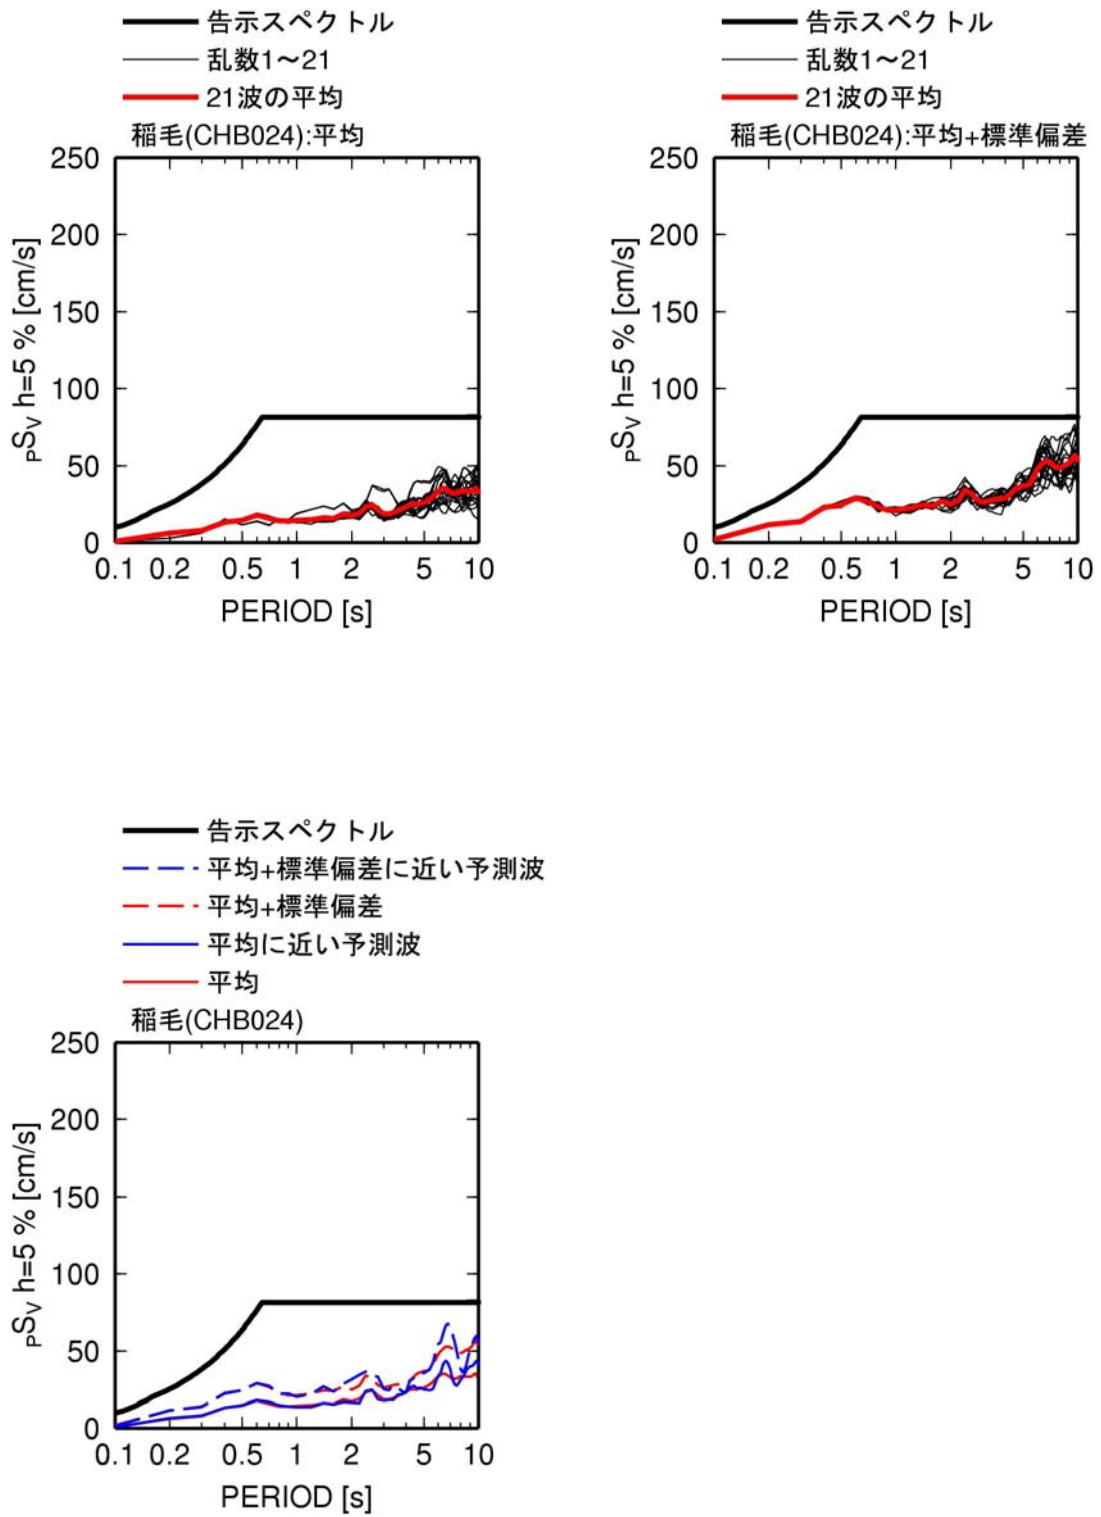 告示スペクトル
乱数1〜21
21波の平均
稲毛(CHB024):平均
250
200
150
100
50
0
0.1 0.2 0.5 1 2 5 10
PERIOD [s]
PSV h=5 % [cm/s]
告示スペクトル
乱数1〜21
21波の平均
稲毛(CHB024):平均+標準偏差
250
200
150
100
50
0
0.1 0.2 0.5 1 2 5 10
PERIOD [s]
PSV h=5 % [cm/s]
告示スペクトル
平均+標準偏差に近い予測波
平均+標準偏差
平均に近い予測波
平均
稲毛(CHB024)
250
200
150
100
50
0
0.1 0.2 0.5 1 2 5 10
PERIOD [s]
PSV h=5 % [cm/s]